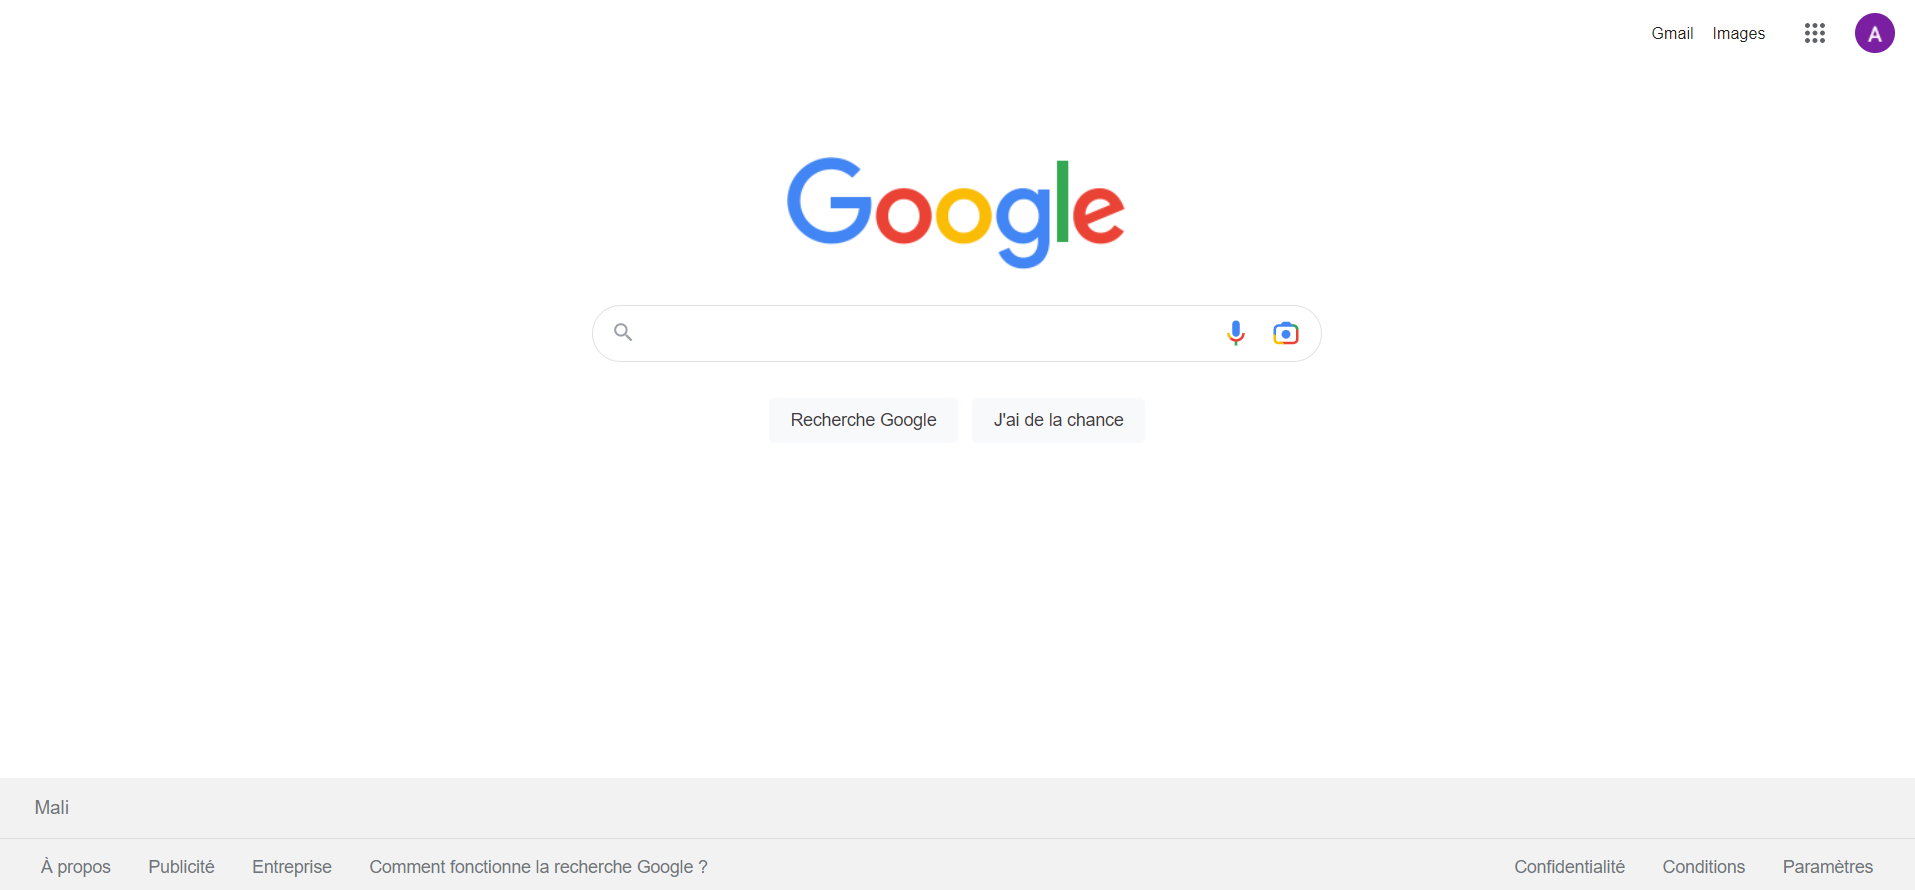 Gmail Images A
Google
Recherche Google J'ai de la chance
Mali
À propos Publicité Entreprise Comment fonctionne la recherche Google ? Confidentialité Conditions Paramètres